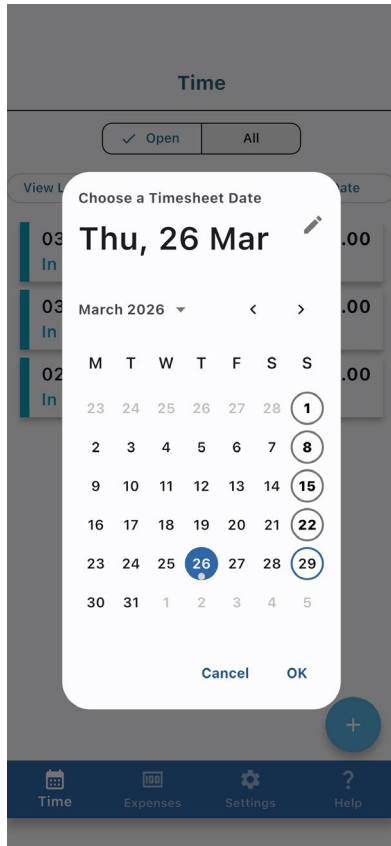 Time
Open
All
View L
ate
Choose a Timesheet Date
Thu, 26 Mar
March 2026
M T W T F S S
23 24 25 26 27 28 1
2 3 4 5 6 7 8
9 10 11 12 13 14 15
16 17 18 19 20 21 22
23 24 25 26 27 28 29
30 31 1 2 3 4 5
Cancel OK
03 .00
In
03 .00
In
02 .00
In
+
Time Expenses Settings Help